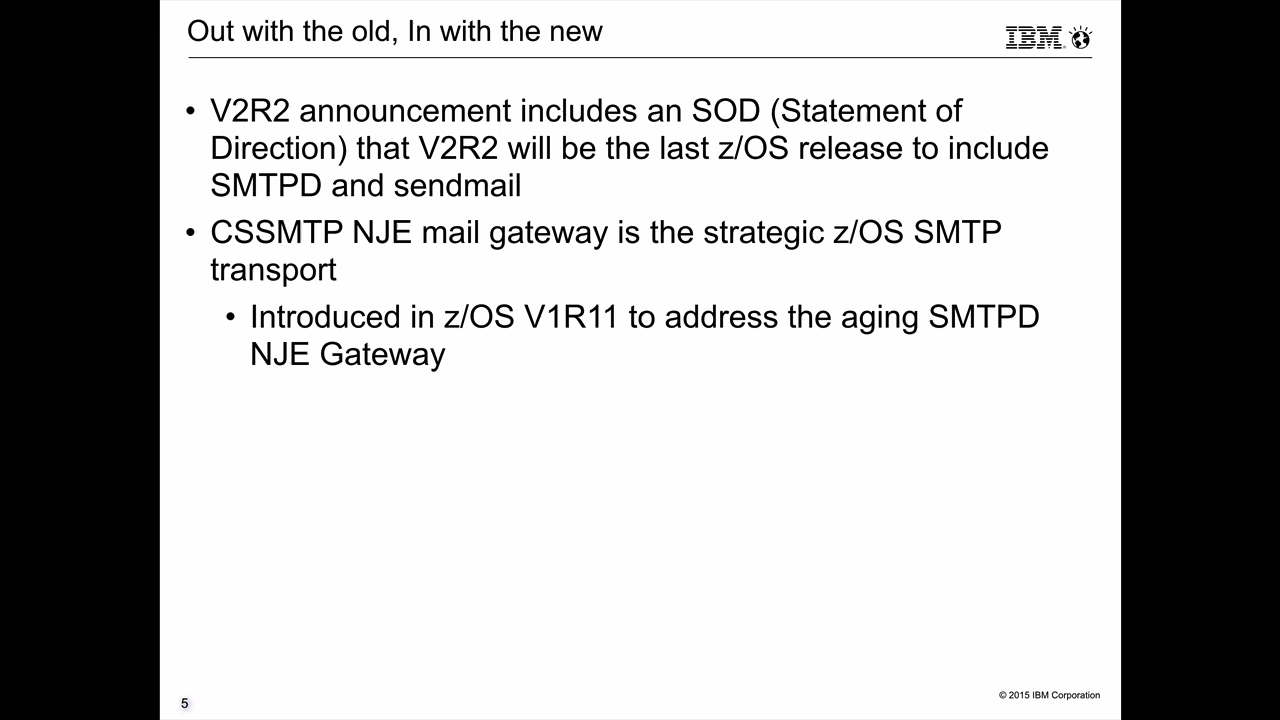 Out with the old, In with the new
IBM
• V2R2 announcement includes an SOD (Statement of
Direction) that V2R2 will be the last z/OS release to include
SMTPD and sendmail
• CSSMTP NJE mail gateway is the strategic z/OS SMTP
transport
• Introduced in z/OS V1R11 to address the aging SMTPD
NJE Gateway
5
© 2015 IBM Corporation